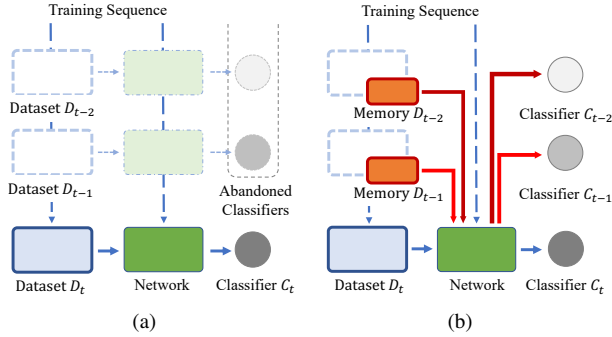 Training Sequence
Dataset D_{t-2}
Dataset D_{t-1}
Abandoned
Classifiers
Dataset D_t
Network
Classifier C_t
(a)
Training Sequence
Memory D_{t-2}
Classifier C_{t-2}
Memory D_{t-1}
Classifier C_{t-1}
Dataset D_t
Network
Classifier C_t
(b)